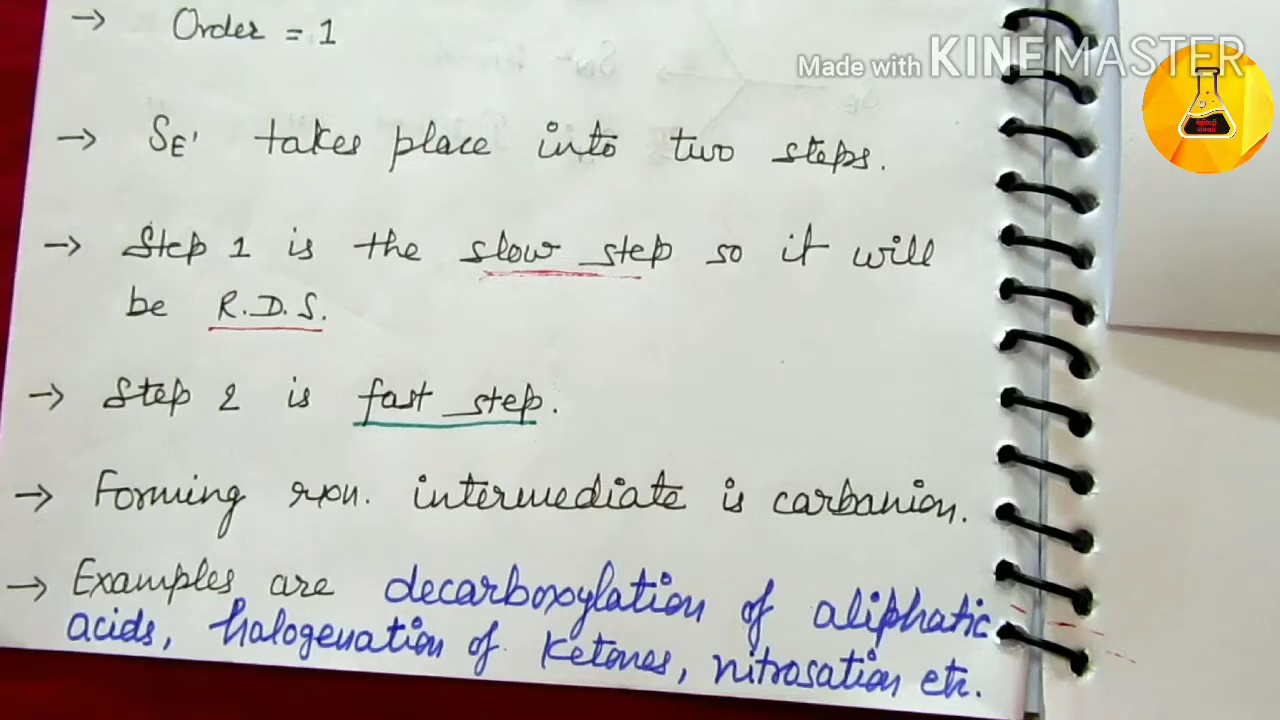 → Order = 1
Made with KINEMASTER
→ SE' takes place into two steps.
→ Step 1 is the slow step so it will
be R.D.S.
→ Step 2 is fast step.
→ Forming rxn. intermediate is carbanion.
→ Examples are decarboxylation of aliphatic
acids, halogenation of ketones, nitrosation etc.